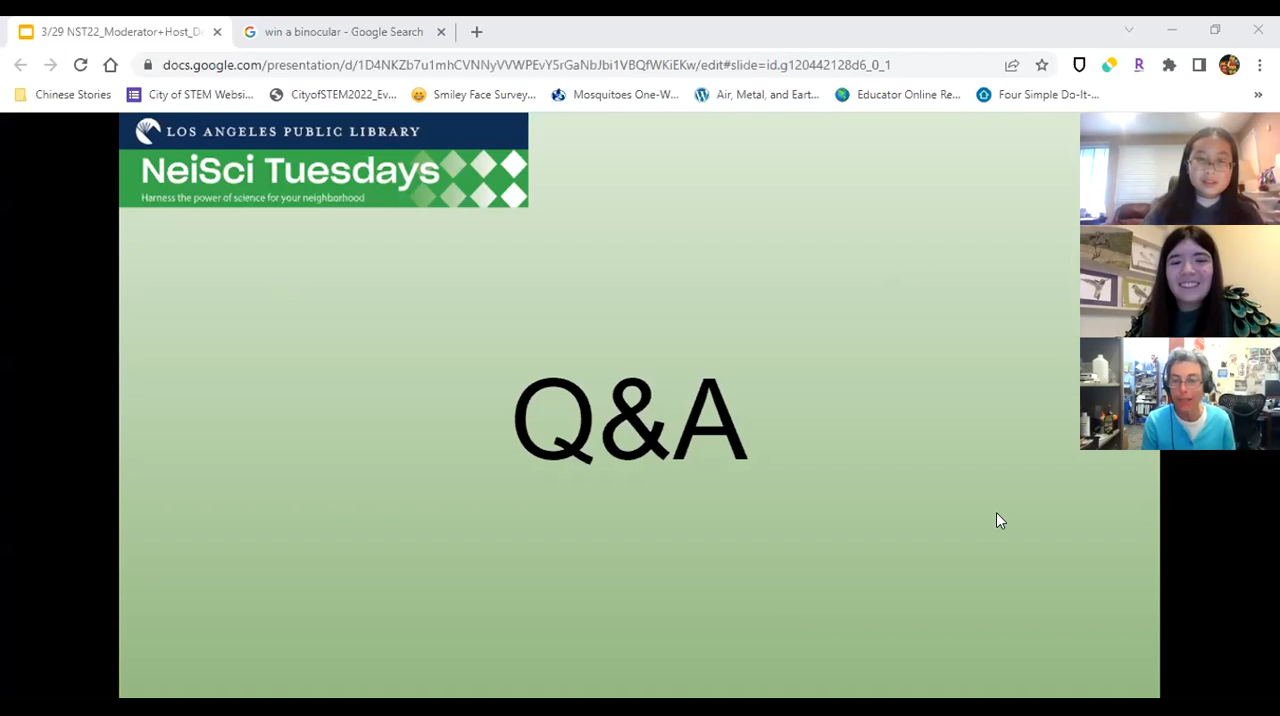 3/29 NST22_Moderator+Host_D
win a binocular - Google Search
docs.google.com/presentation/d/1D4NKZb7u1mhCVNNyVVWPEvY5rGaNbJbi1VBQfWKiEKw/edit#slide=id.g120442128d6_0_1
Chinese Stories
City of STEM Websi...
CityofSTEM2022_Ev...
Smiley Face Survey...
Mosquitoes One-W...
Air, Metal, and Eart...
Educator Online Re...
Four Simple Do-It-...
LOS ANGELES PUBLIC LIBRARY
NeiSci Tuesdays
Harness the power of science for your neighborhood
Q&A